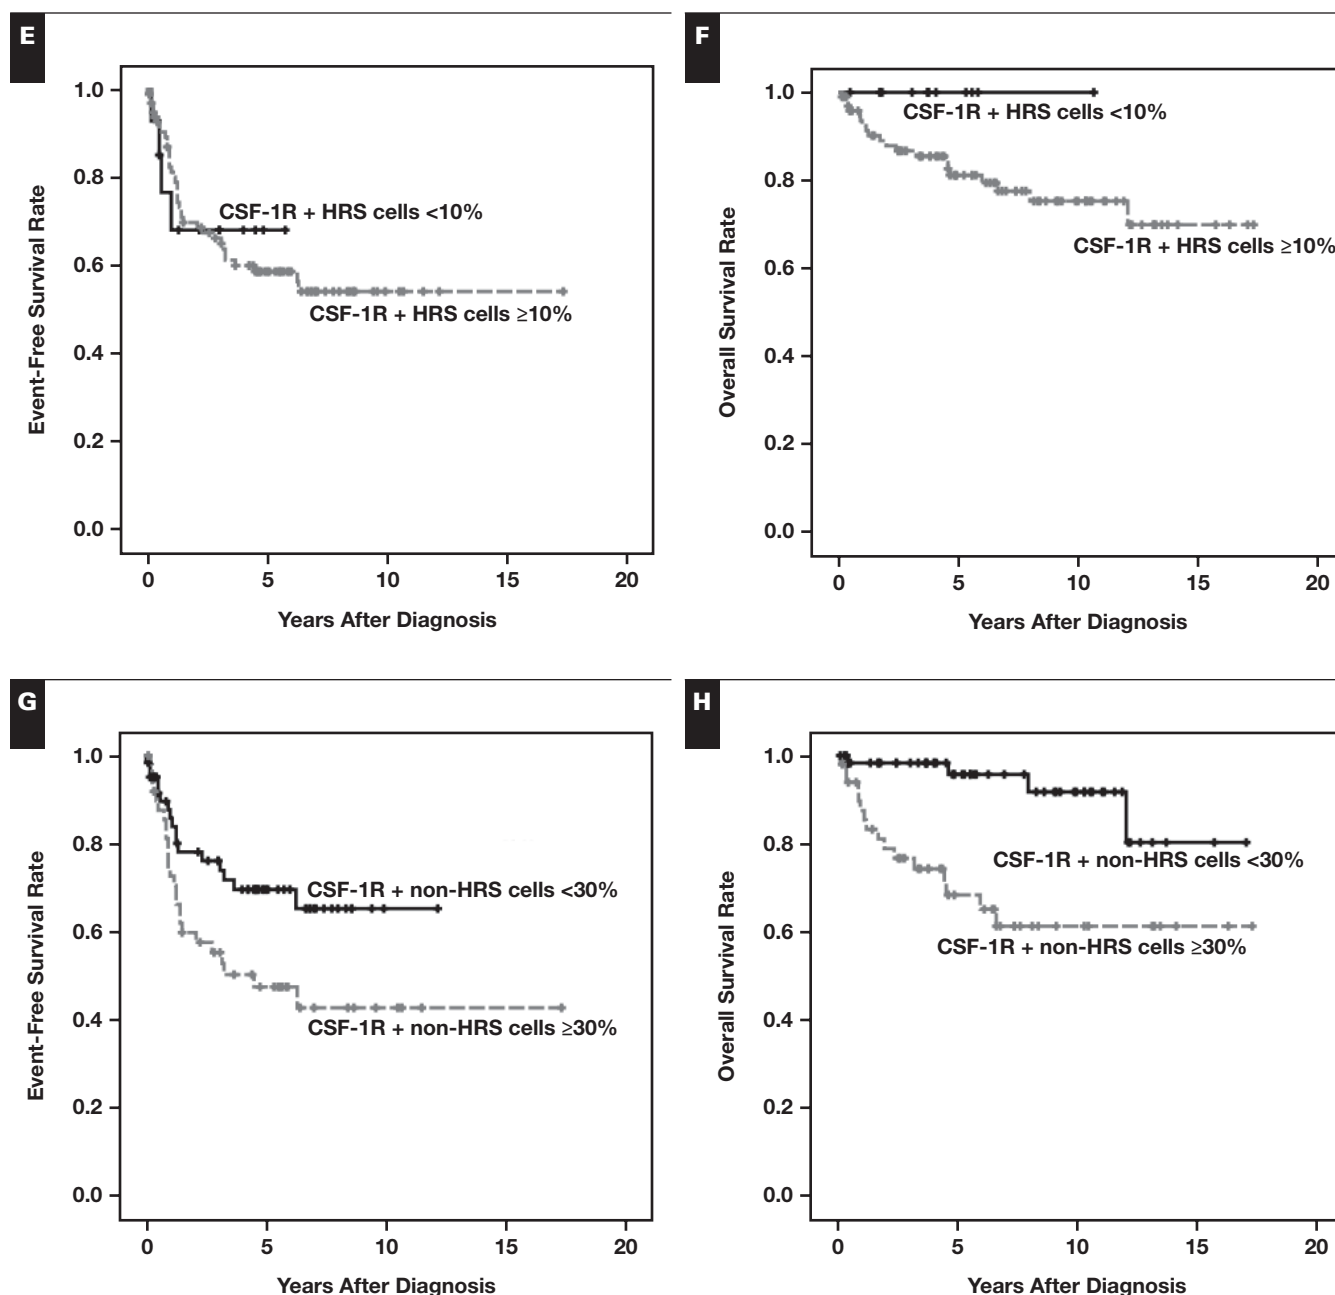 E
1.0
0.8
0.6
0.4
0.2
0.0
Event-Free Survival Rate
CSF-1R + HRS cells <10%
CSF-1R + HRS cells ≥10%
0 5 10 15 20
Years After Diagnosis
F
1.0
0.8
0.6
0.4
0.2
0.0
Overall Survival Rate
CSF-1R + HRS cells <10%
CSF-1R + HRS cells ≥10%
0 5 10 15 20
Years After Diagnosis
G
1.0
0.8
0.6
0.4
0.2
0.0
Event-Free Survival Rate
CSF-1R + non-HRS cells <30%
CSF-1R + non-HRS cells ≥30%
0 5 10 15 20
Years After Diagnosis
H
1.0
0.8
0.6
0.4
0.2
0.0
Overall Survival Rate
CSF-1R + non-HRS cells <30%
CSF-1R + non-HRS cells ≥30%
0 5 10 15 20
Years After Diagnosis